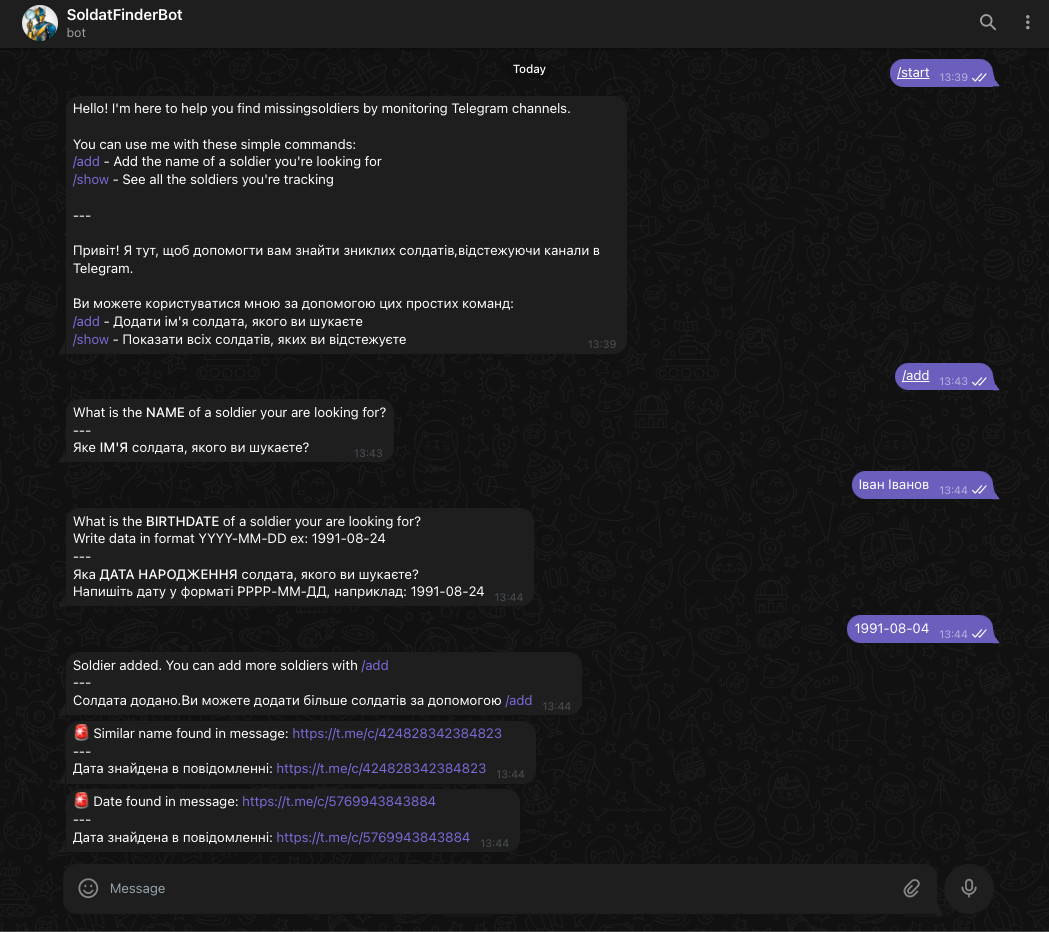 SoldatFinderBot
bot
Today
/start 13:39
Hello! I'm here to help you find missingsoldiers by monitoring Telegram channels.
You can use me with these simple commands:
/add - Add the name of a soldier you're looking for
/show - See all the soldiers you're tracking
---
Привіт! Я тут, щоб допомогти вам знайти зниклих солдатів,відстежуючи канали в
Telegram.
Ви можете користуватися мною за допомогою цих простих команд:
/add - Додати ім'я солдата, якого ви шукаєте
/show - Показати всіх солдатів, яких ви відстежуєте
13:39
/add 13:43
What is the NAME of a soldier your are looking for?
---
Яке ІМ'Я солдата, якого ви шукаєте?
13:43
Іван Іванов 13:44
What is the BIRTHDATE of a soldier your are looking for?
Write data in format YYYY-MM-DD ex: 1991-08-24
---
Яка ДАТА НАРОДЖЕННЯ солдата, якого ви шукаєте?
Напишіть дату у форматі РРРР-ММ-ДД, наприклад: 1991-08-24 13:44
1991-08-04 13:44
Soldier added. You can add more soldiers with /add
---
Солдата додано.Ви можете додати більше солдатів за допомогою /add 13:44
🚨 Similar name found in message: https://t.me/c/424828342384823
---
Дата знайдена в повідомленні: https://t.me/c/424828342384823 13:44
🚨 Date found in message: https://t.me/c/5769943843884
---
Дата знайдена в повідомленні: https://t.me/c/5769943843884 13:44
Message